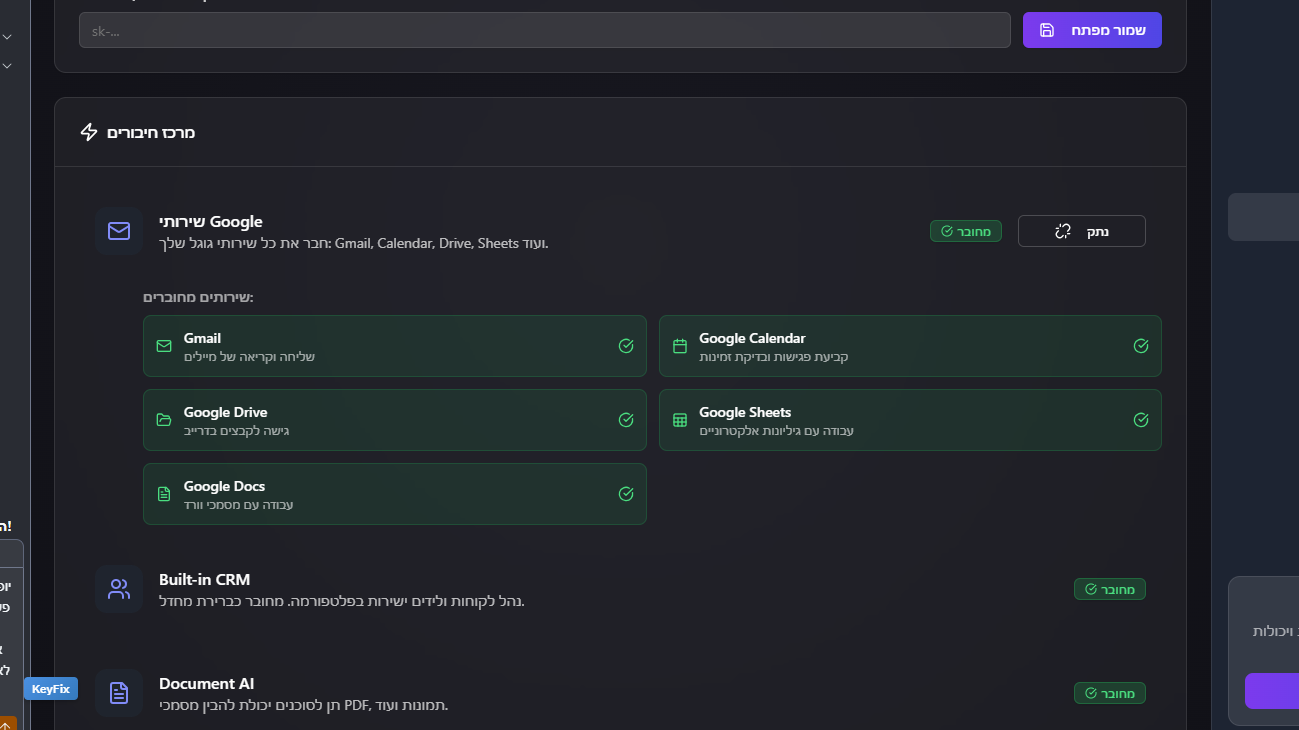 sk-...
שמור מפתח
מרכז חיבורים
שירותי Google
חבר את כל שירותי גוגל שלך: Gmail, Calendar, Drive, Sheets ועוד.
מחובר
נתק
שירותים מחוברים:
Gmail
שליחה וקריאה של מיילים
Google Calendar
קביעת פגישות ובדיקת זמינות
Google Drive
גישה לקבצים בדרייב
Google Sheets
עבודה עם גיליונות אלקטרוניים
Google Docs
עבודה עם מסמכי וורד
Built-in CRM
נהל לקוחות ולידים ישירות בפלטפורמה. מחובר כברירת מחדל.
מחובר
Document AI
תן לסוכנים יכולת להבין מסמכי PDF, תמונות ועוד.
מחובר
KeyFix
ויכולות